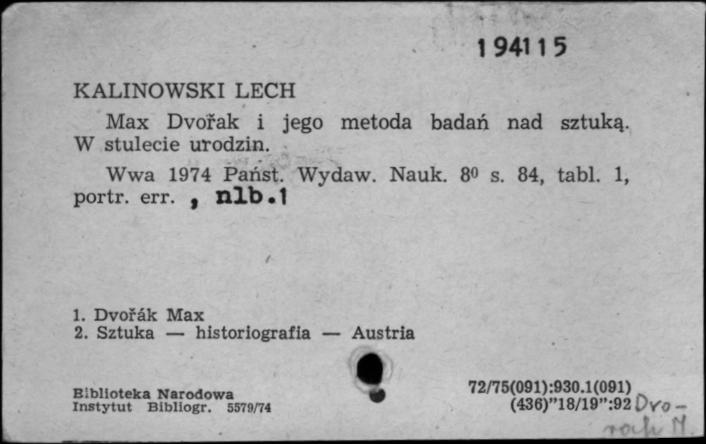 194115
KALINOWSKI LECH
Max Dvořak i jego metoda badań nad sztuką.
W stulecie urodzin.
Wwa 1974 Państ. Wydaw. Nauk. 8⁰ s. 84, tabl. 1,
portr. err. , nlb.1
1. Dvořák Max
2. Sztuka — historiografia — Austria
Biblioteka Narodowa
Instytut Bibliogr. 5579/74
72/75(091):930.1(091)
(436)"18/19":92 Dvo-
rak M.